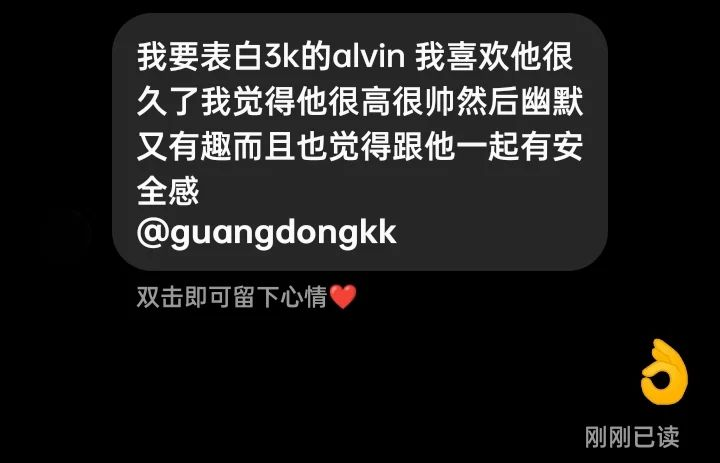 我要表白3k的alvin 我喜欢他很
久了我觉得他很高很帅然后幽默
又有趣而且也觉得跟他一起有安
全感
@guangdongkk
双击即可留下心情❤️
👌
刚刚已读